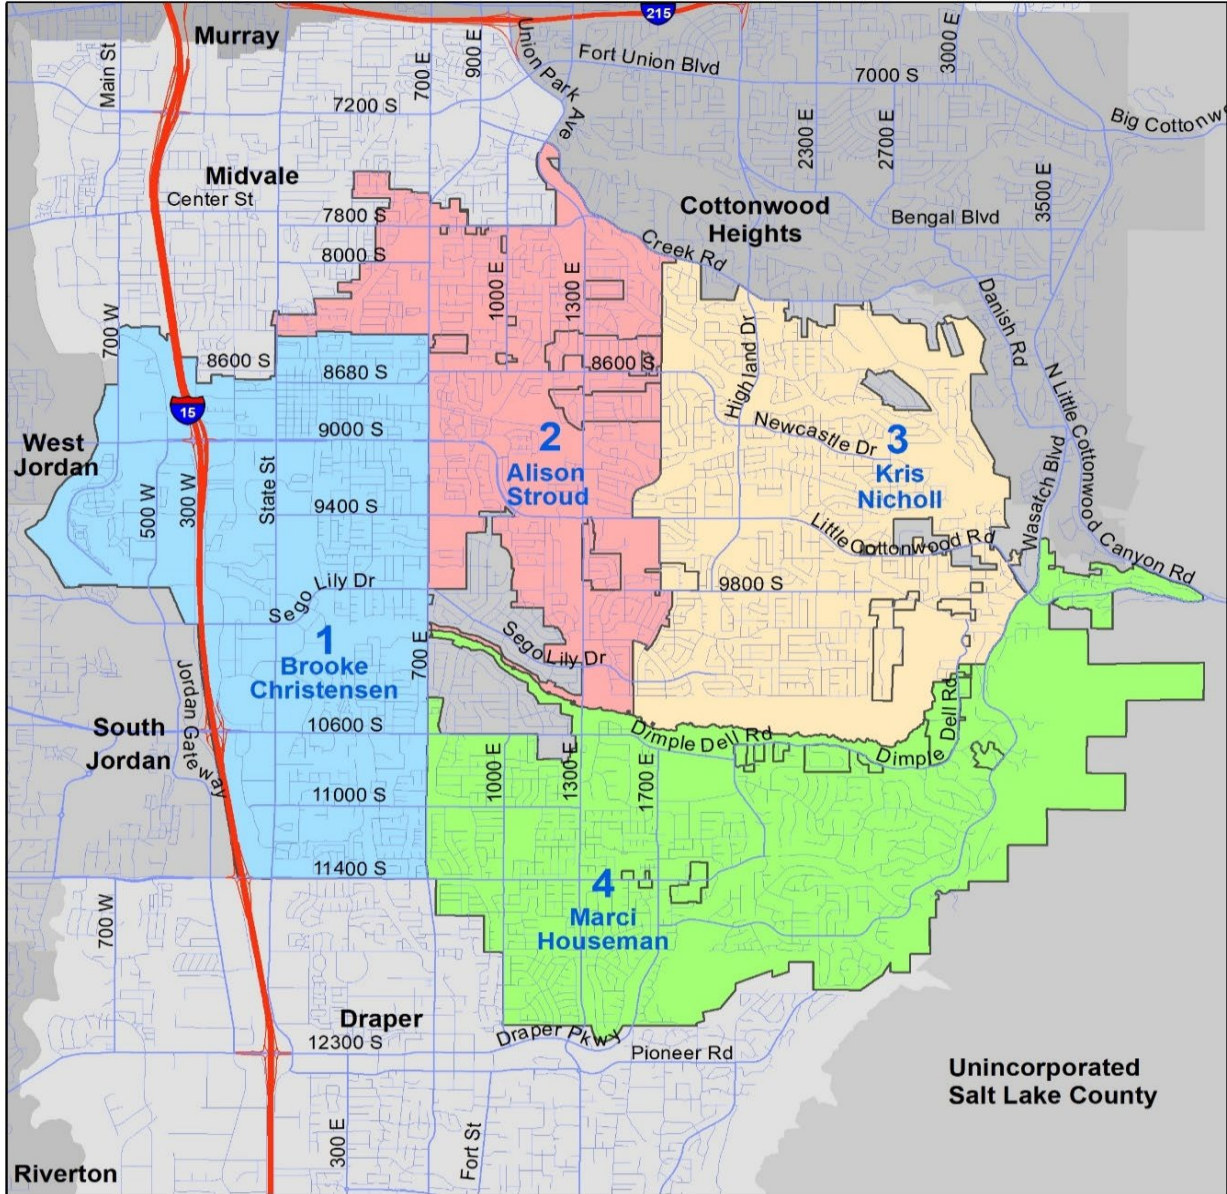 215
Murray
Main St
700 E
900 E
Union Park Ave
Fort Union Blvd
3000 E
7000 S
7200 S
Big Cottonw
2300 E
2700 E
Midvale
Center St
3500 E
7800 S
Cottonwood
Heights
Bengal Blvd
Creek Rd
8000 S
1000 E
1300 E
Danish Rd
700 W
Highland Dr
8600 S
8600 S
8680 S
N Little Cottonwood Canyon Rd
15
Newcastle Dr
West
Jordan
9000 S
2
Alison
Stroud
3
Kris
Nicholl
State St
500 W
300 W
9400 S
Wasatch Blvd
Little Cottonwood Rd
Sego Lily Dr
9800 S
1
Brooke
Christensen
700 E
Sego Lily Dr
Jordan Gateway
South
Jordan
10600 S
Dimple Dell Rd
Dimple Dell Rd
1000 E
1300 E
1700 E
11000 S
11400 S
4
Marci
Houseman
700 W
Draper
12300 S
Draper Pkwy
Pioneer Rd
Unincorporated
Salt Lake County
300 E
Fort St
Riverton